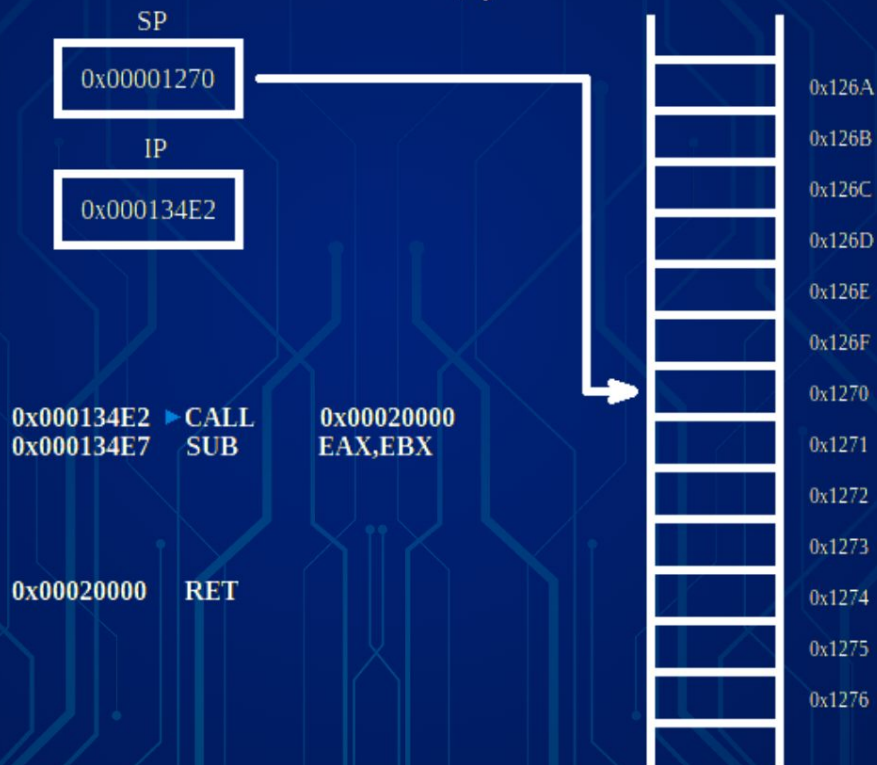 SP
0x00001270
IP
0x000134E2
0x000134E2 CALL 0x00020000
0x000134E7 SUB EAX,EBX
0x00020000 RET
0x126A
0x126B
0x126C
0x126D
0x126E
0x126F
0x1270
0x1271
0x1272
0x1273
0x1274
0x1275
0x1276